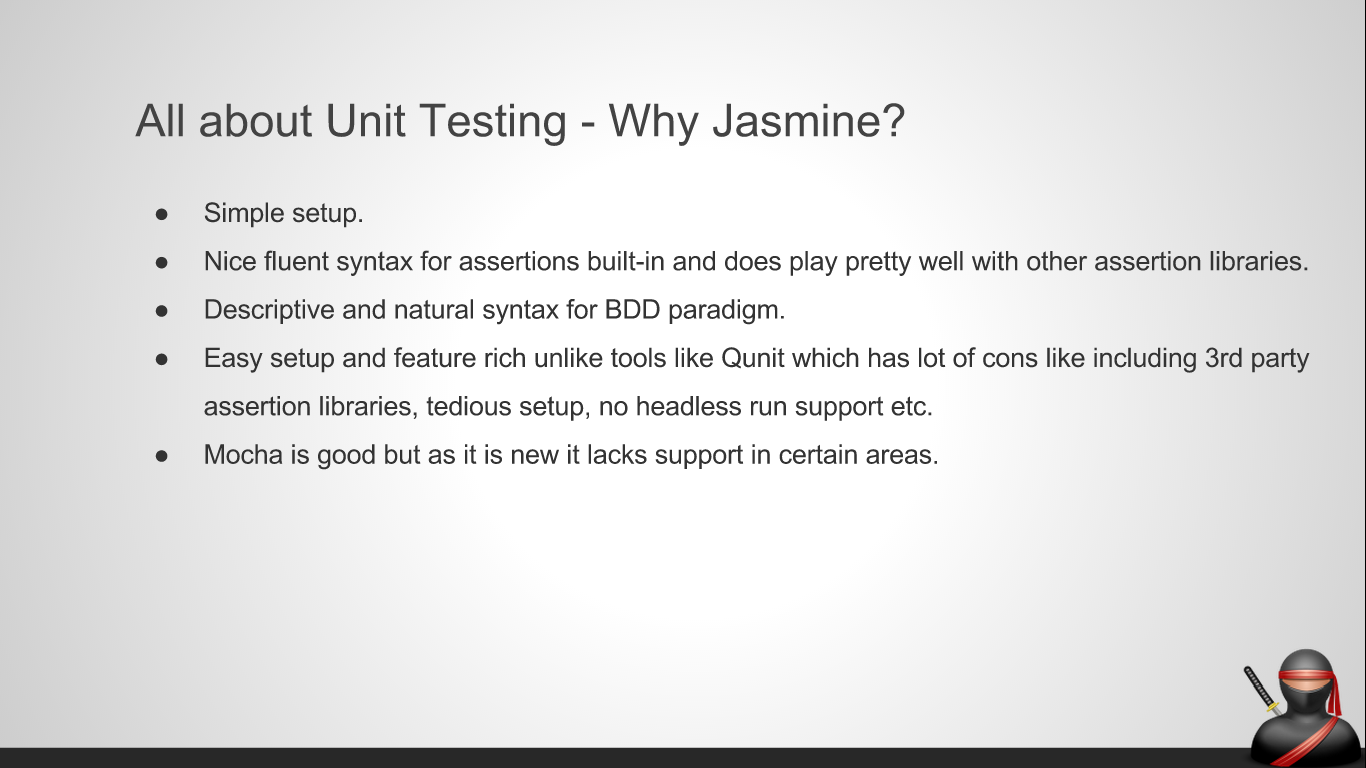 All about Unit Testing - Why Jasmine?
● Simple setup.
● Nice fluent syntax for assertions built-in and does play pretty well with other assertion libraries.
● Descriptive and natural syntax for BDD paradigm.
● Easy setup and feature rich unlike tools like Qunit which has lot of cons like including 3rd party
assertion libraries, tedious setup, no headless run support etc.
● Mocha is good but as it is new it lacks support in certain areas.